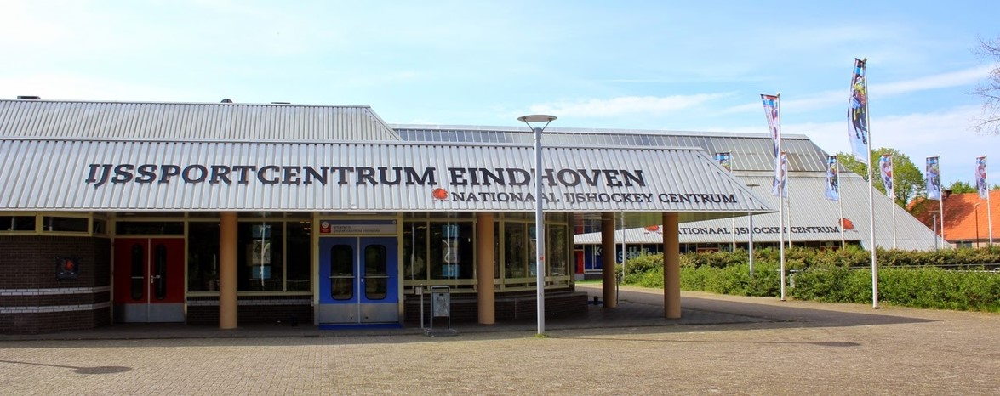 IJSSPORTCENTRUM EINDHOVEN
NATIONAAL IJSHOCKEY CENTRUM
NATIONAAL IJSHOCKEY CENTRUM